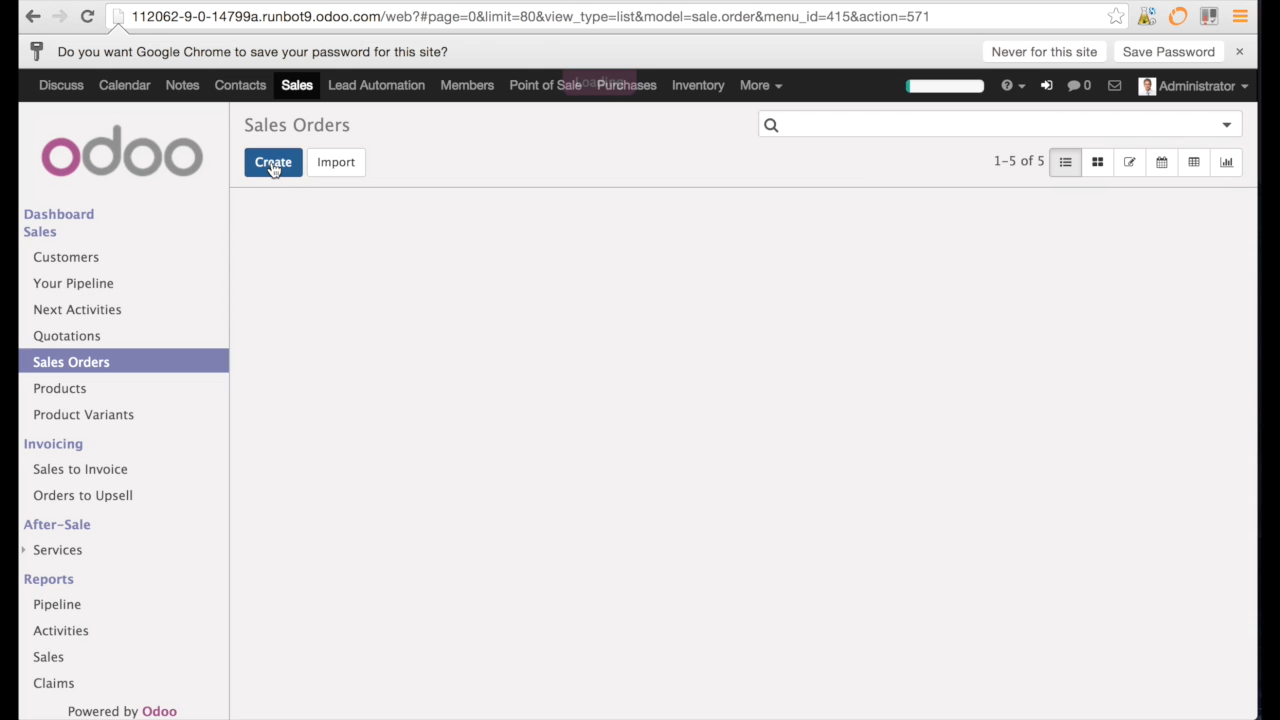 112062-9-0-14799a.runbot9.odoo.com/web?#page=0&limit=80&view_type=list&model=sale.order&menu_id=415&action=571
Do you want Google Chrome to save your password for this site? Never for this site Save Password ×
Discuss Calendar Notes Contacts Sales Lead Automation Members Point of Sale Purchases Inventory More 0 Administrator
Loading
odoo
Sales Orders
Create Import 1-5 of 5
Dashboard
Sales
Customers
Your Pipeline
Next Activities
Quotations
Sales Orders
Products
Product Variants
Invoicing
Sales to Invoice
Orders to Upsell
After-Sale
Services
Reports
Pipeline
Activities
Sales
Claims
Powered by Odoo